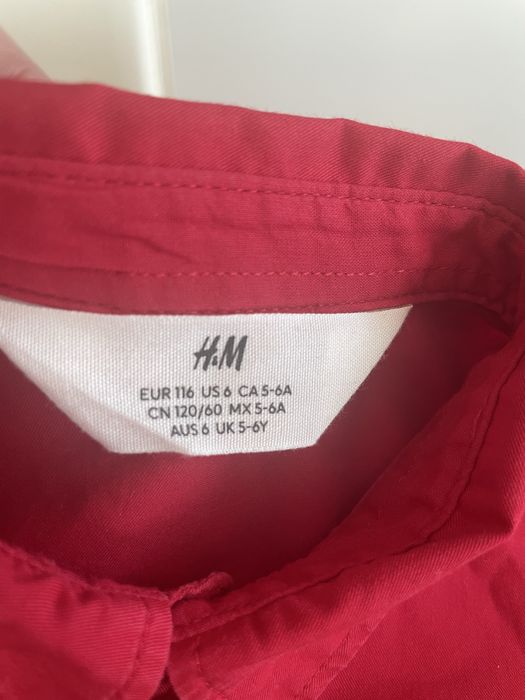 H&M
EUR 116 US 6 CA 5-6A
CN 120/60 MX 5-6A
AUS 6 UK 5-6Y